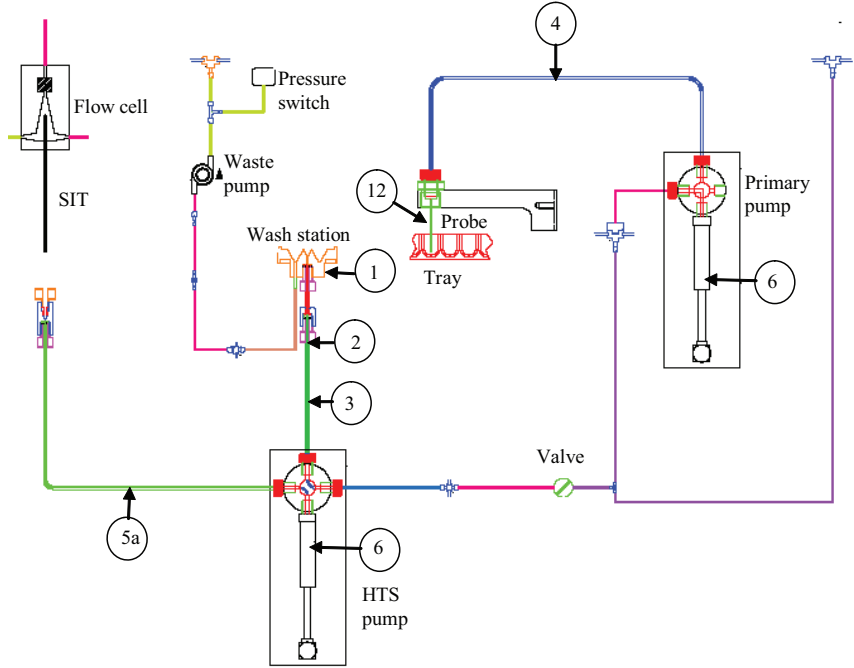 4
Pressure
switch
Flow cell
Waste
pump
SIT
12
Probe
Primary
pump
Wash station
Tray
1
6
2
3
Valve
5a
6
HTS
pump